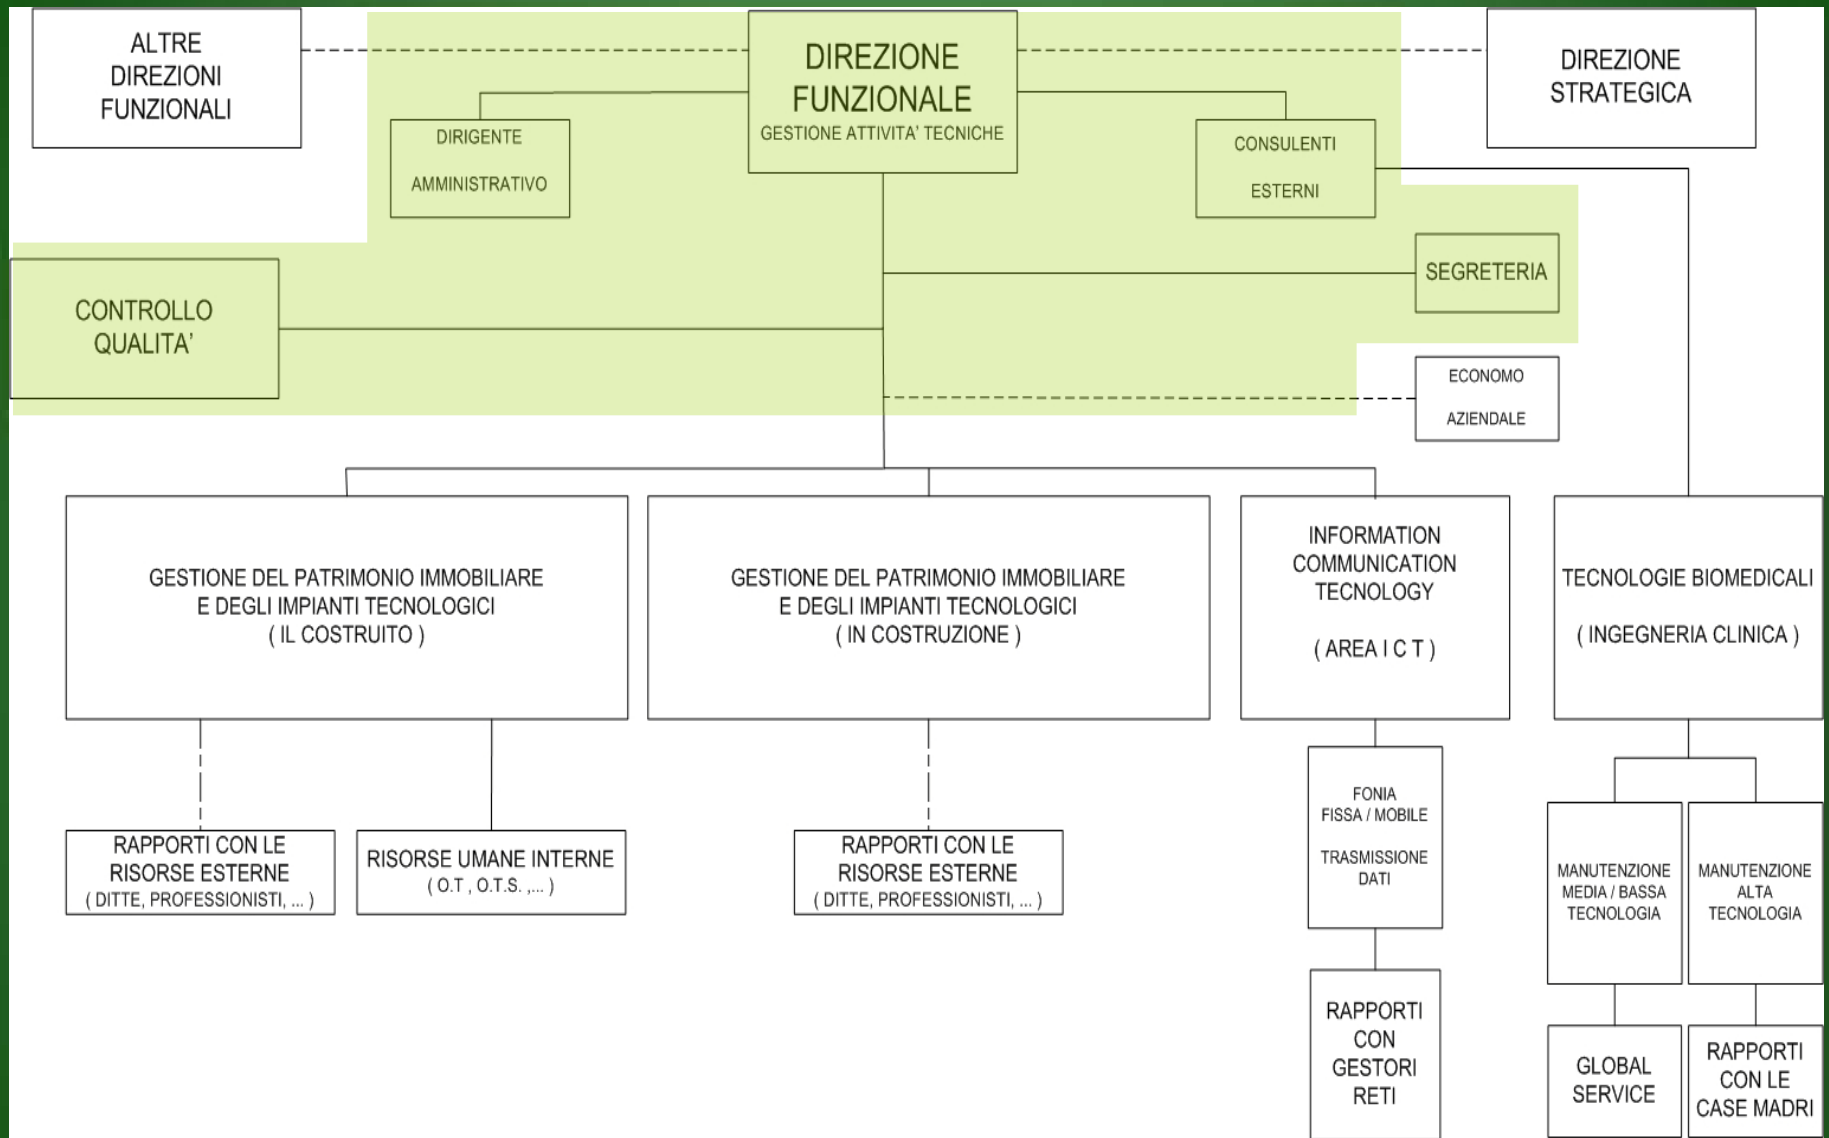 ALTRE
DIREZIONI
FUNZIONALI
DIREZIONE
FUNZIONALE
GESTIONE ATTIVITA' TECNICHE
DIREZIONE
STRATEGICA
DIRIGENTE
AMMINISTRATIVO
CONSULENTI
ESTERNI
SEGRETERIA
CONTROLLO
QUALITA'
ECONOMO
AZIENDALE
GESTIONE DEL PATRIMONIO IMMOBILIARE
E DEGLI IMPIANTI TECNOLOGICI
( IL COSTRUITO )
GESTIONE DEL PATRIMONIO IMMOBILIARE
E DEGLI IMPIANTI TECNOLOGICI
( IN COSTRUZIONE )
INFORMATION
COMMUNICATION
TECNOLOGY
( AREA I C T )
TECNOLOGIE BIOMEDICALI
( INGEGNERIA CLINICA )
RAPPORTI CON LE
RISORSE ESTERNE
( DITTE, PROFESSIONISTI, ... )
RISORSE UMANE INTERNE
( O.T , O.T.S. ,... )
RAPPORTI CON LE
RISORSE ESTERNE
( DITTE, PROFESSIONISTI, ... )
FONIA
FISSA / MOBILE
TRASMISSIONE
DATI
MANUTENZIONE
MEDIA / BASSA
TECNOLOGIA
MANUTENZIONE
ALTA
TECNOLOGIA
RAPPORTI
CON
GESTORI
RETI
GLOBAL
SERVICE
RAPPORTI
CON LE
CASE MADRI